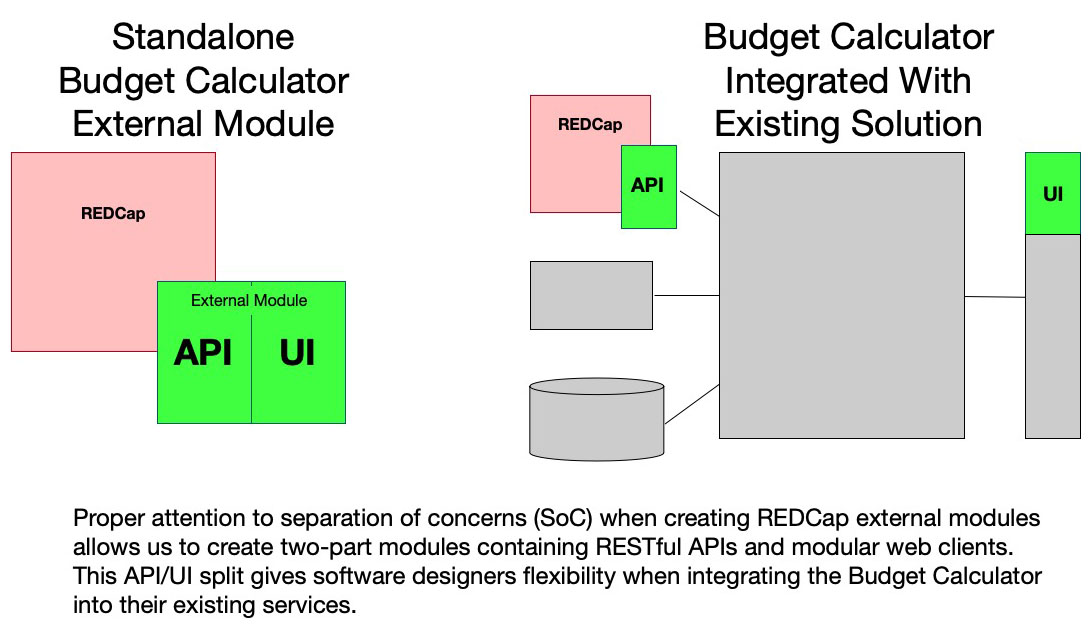 Standalone
Budget Calculator
External Module
REDCap
External Module
API
UI
Budget Calculator
Integrated With
Existing Solution
REDCap
API
UI
Proper attention to separation of concerns (SoC) when creating REDCap external modules
allows us to create two-part modules containing RESTful APIs and modular web clients.
This API/UI split gives software designers flexibility when integrating the Budget Calculator
into their existing services.